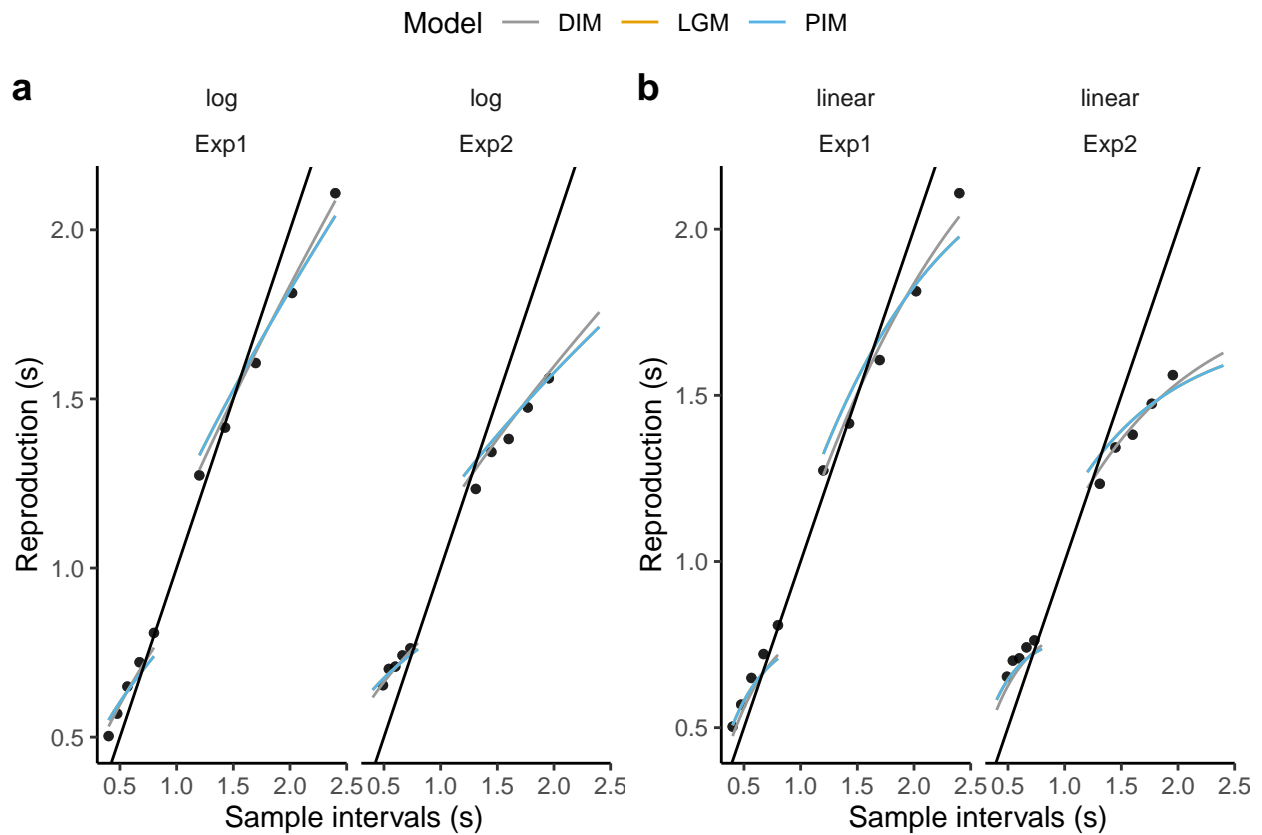 Model DIM LGM PIM
a b
log log linear linear
Exp1 Exp2 Exp1 Exp2
2.0 2.0
1.5 1.5
1.0 1.0
0.5 0.5
Reproduction (s) Reproduction (s)
0.5 1.0 1.5 2.0 2.5 0.5 1.0 1.5 2.0 2.5 0.5 1.0 1.5 2.0 2.5 0.5 1.0 1.5 2.0 2.5
Sample intervals (s) Sample intervals (s)